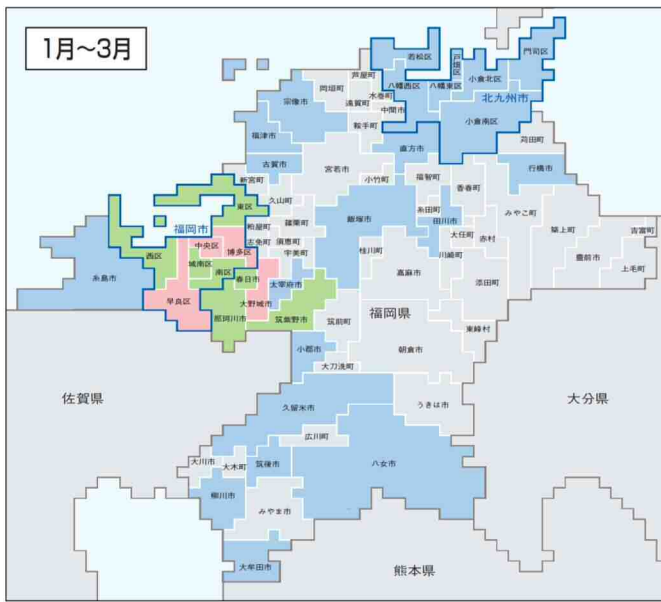 1月～3月
若松区
戸畑区
門司区
芦屋町
水巻町
八幡西区
八幡東区
小倉北区
岡垣町
遠賀町
中間市
北九州市
宗像市
鞍手町
小倉南区
福津市
直方市
苅田町
古賀市
宮若市
福智町
行橋市
新宮町
小竹町
香春町
東区
久山町
糸田町
みやこ町
福岡市
粕屋町
篠栗町
飯塚市
田川市
築上町
吉富町
中央区
博多区
志免町
須恵町
大任町
赤村
西区
城南区
南区
宇美町
桂川町
川崎町
豊前市
糸島市
春日市
太宰府市
嘉麻市
添田町
上毛町
早良区
大野城市
那珂川市
筑紫野市
筑前町
福岡県
東峰村
小郡市
朝倉市
大刀洗町
佐賀県
大分県
久留米市
うきは市
広川町
大川市
大木町
筑後市
八女市
柳川市
みやま市
大牟田市
熊本県